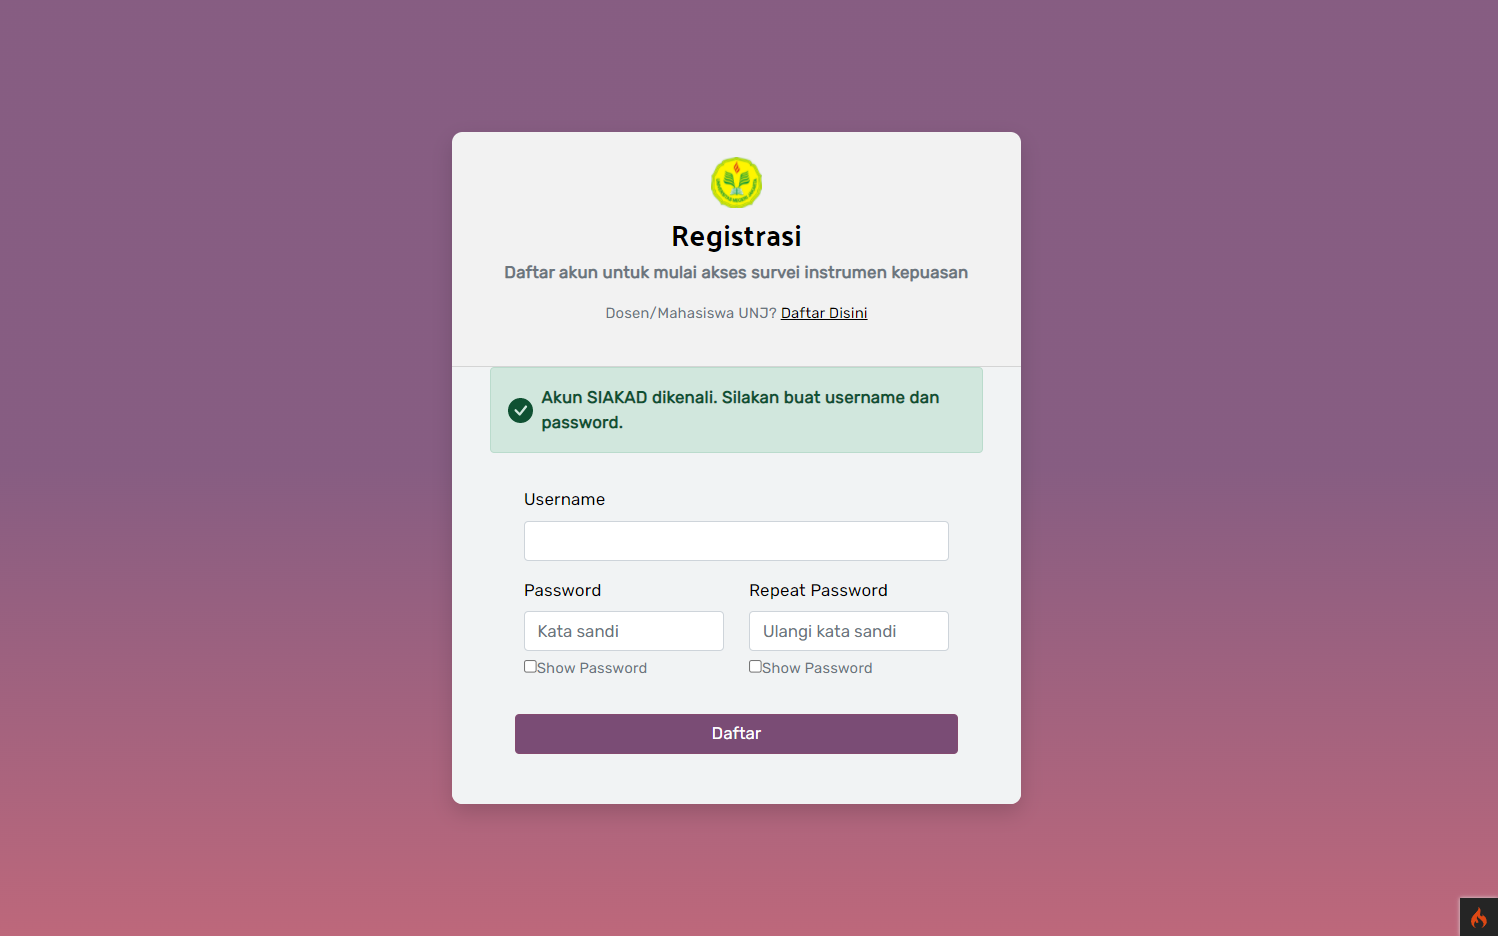 Registrasi
Daftar akun untuk mulai akses survei instrumen kepuasan
Dosen/Mahasiswa UNJ? Daftar Disini
Akun SIAKAD dikenali. Silakan buat username dan
password.
Username
Password
Repeat Password
Kata sandi
Ulangi kata sandi
Show Password
Show Password
Daftar